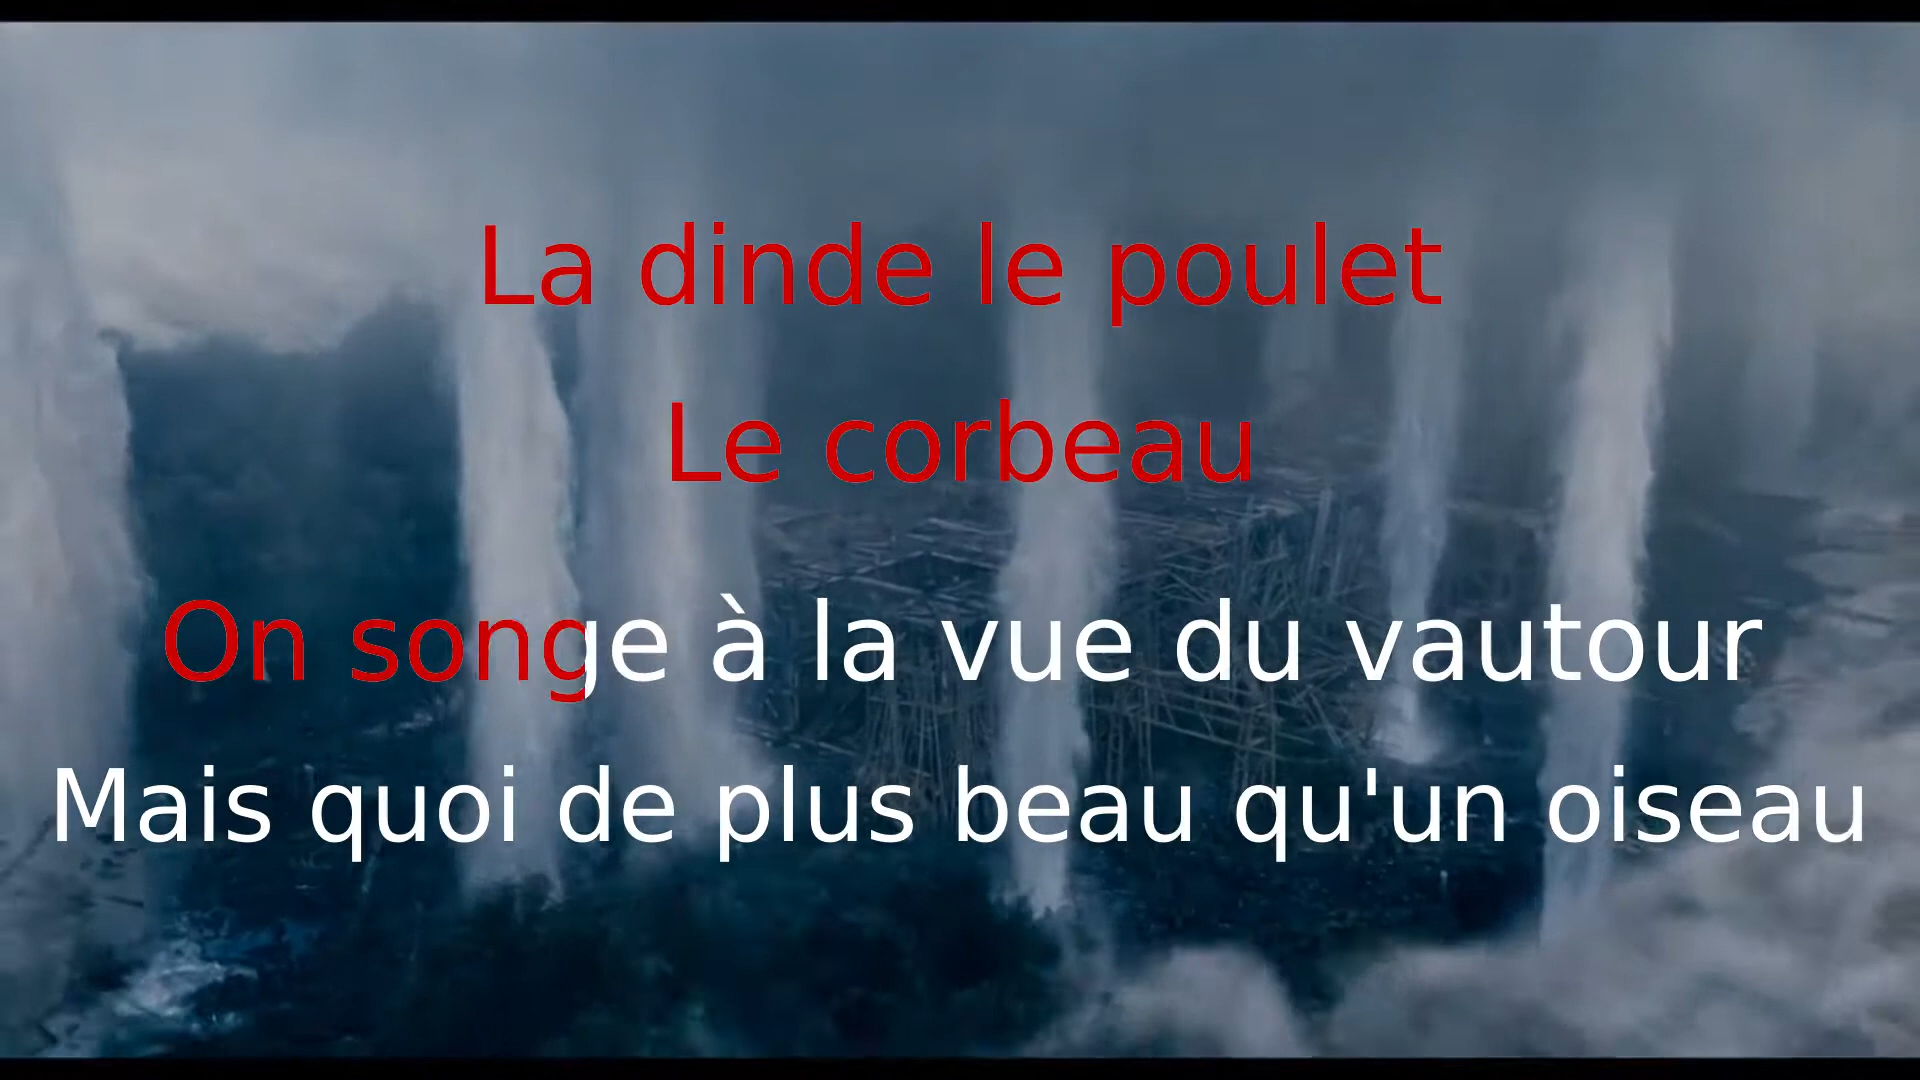 La dinde le poulet
Le corbeau
On songe à la vue du vautour
Mais quoi de plus beau qu'un oiseau